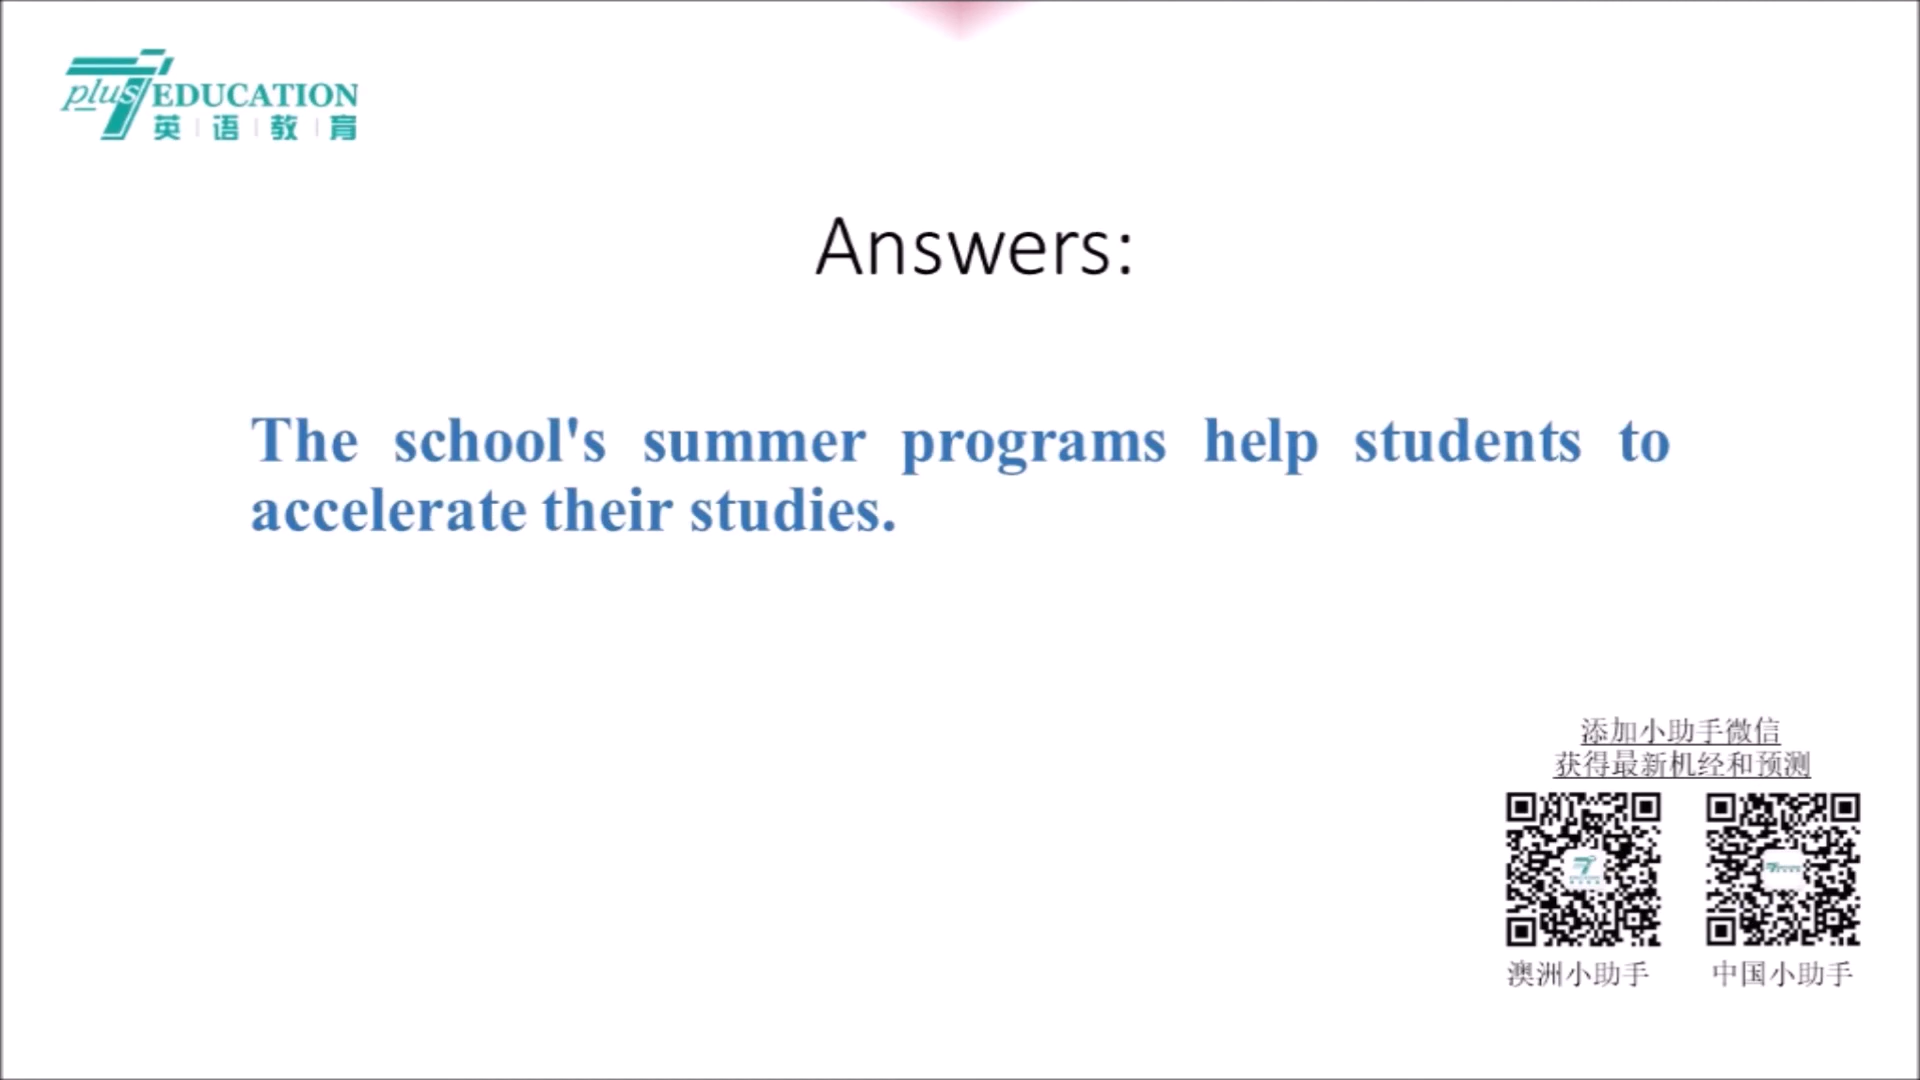 plus 7 EDUCATION
英语教育
Answers:
The school's summer programs help students to
accelerate their studies.
添加小助手微信
获得最新机经和预测
澳洲小助手
中国小助手